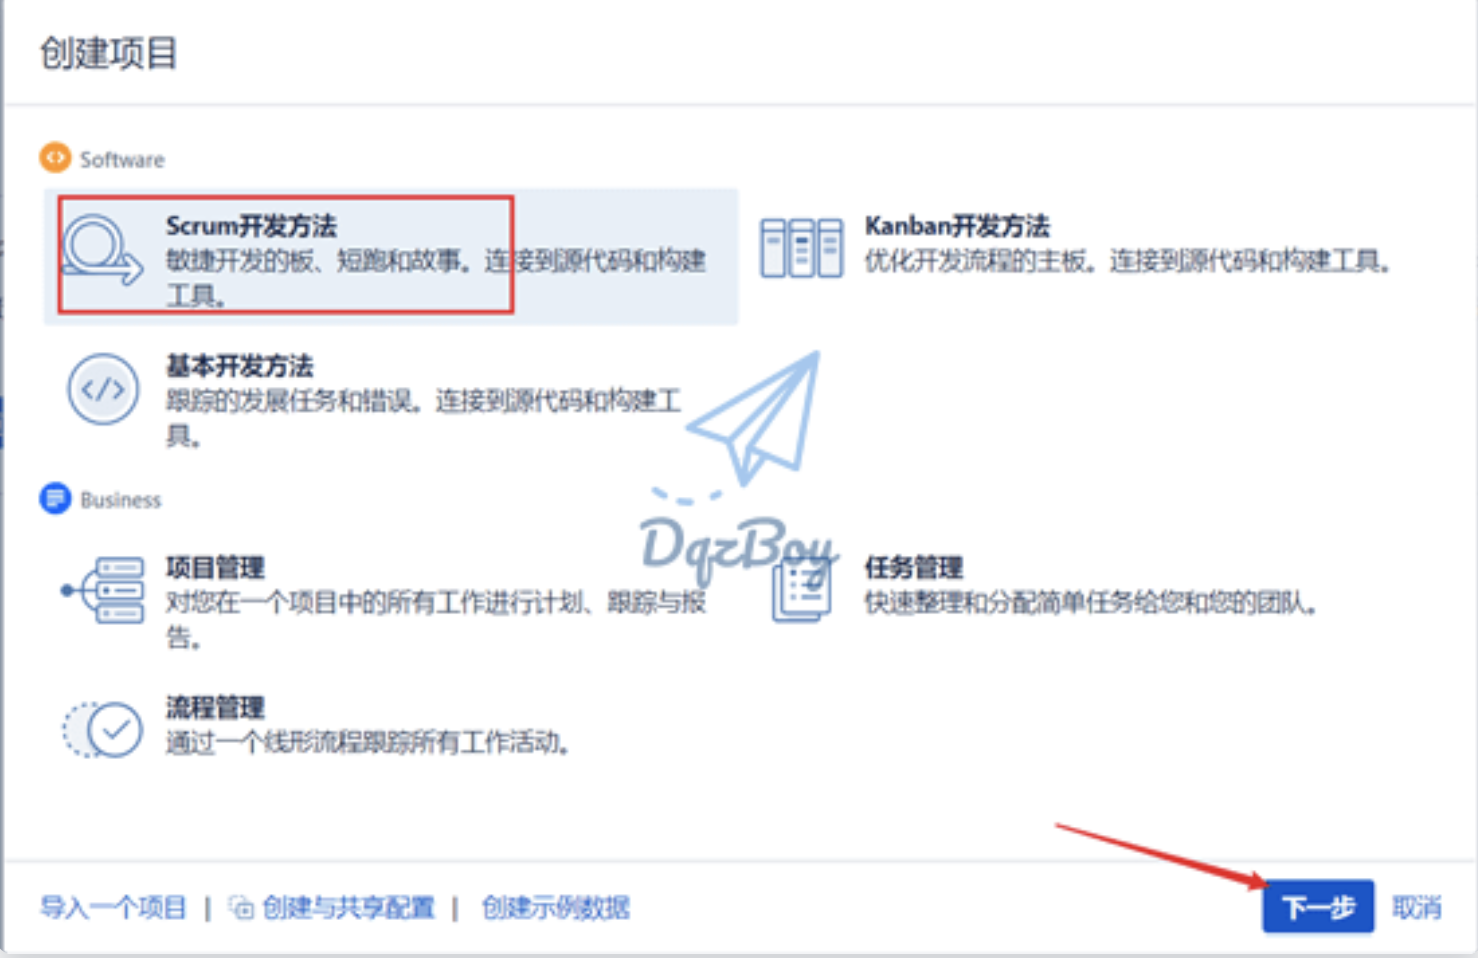 创建项目
Software
Scrum开发方法
敏捷开发的板、短跑和故事。连接到源代码和构建
工具。
Kanban开发方法
优化开发流程的主板。连接到源代码和构建工具。
基本开发方法
跟踪的发展任务和错误。连接到源代码和构建工
具。
DqzBoy
Business
项目管理
对您在一个项目中的所有工作进行计划、跟踪与报
告。
任务管理
快速整理和分配简单任务给您和您的团队。
流程管理
通过一个线形流程跟踪所有工作活动。
导入一个项目 | 创建与共享配置 | 创建示例数据
下一步 取消